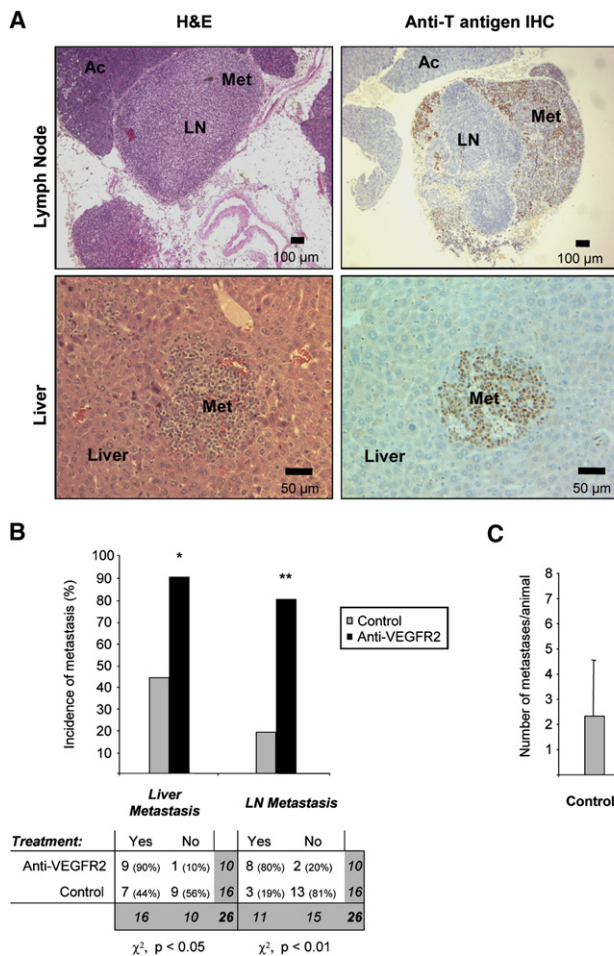 A
H&E
Anti-T antigen IHC
Lymph Node
Ac
Met
LN
100 µm
Ac
LN
Met
100 µm
Liver
Met
Liver
50 µm
Met
Liver
50 µm
B
Incidence of metastasis (%)
100
90
80
70
60
50
40
30
20
10
*
**
Control
Anti-VEGFR2
Liver Metastasis
LN Metastasis
Treatment: Yes No Yes No
Anti-VEGFR2 9 (90%) 1 (10%) 10 8 (80%) 2 (20%) 10
Control 7 (44%) 9 (56%) 16 3 (19%) 13 (81%) 16
16 10 26 11 15 26
χ², p < 0.05 χ², p < 0.01
C
Number of metastases/animal
8
7
6
5
4
3
2
1
Control